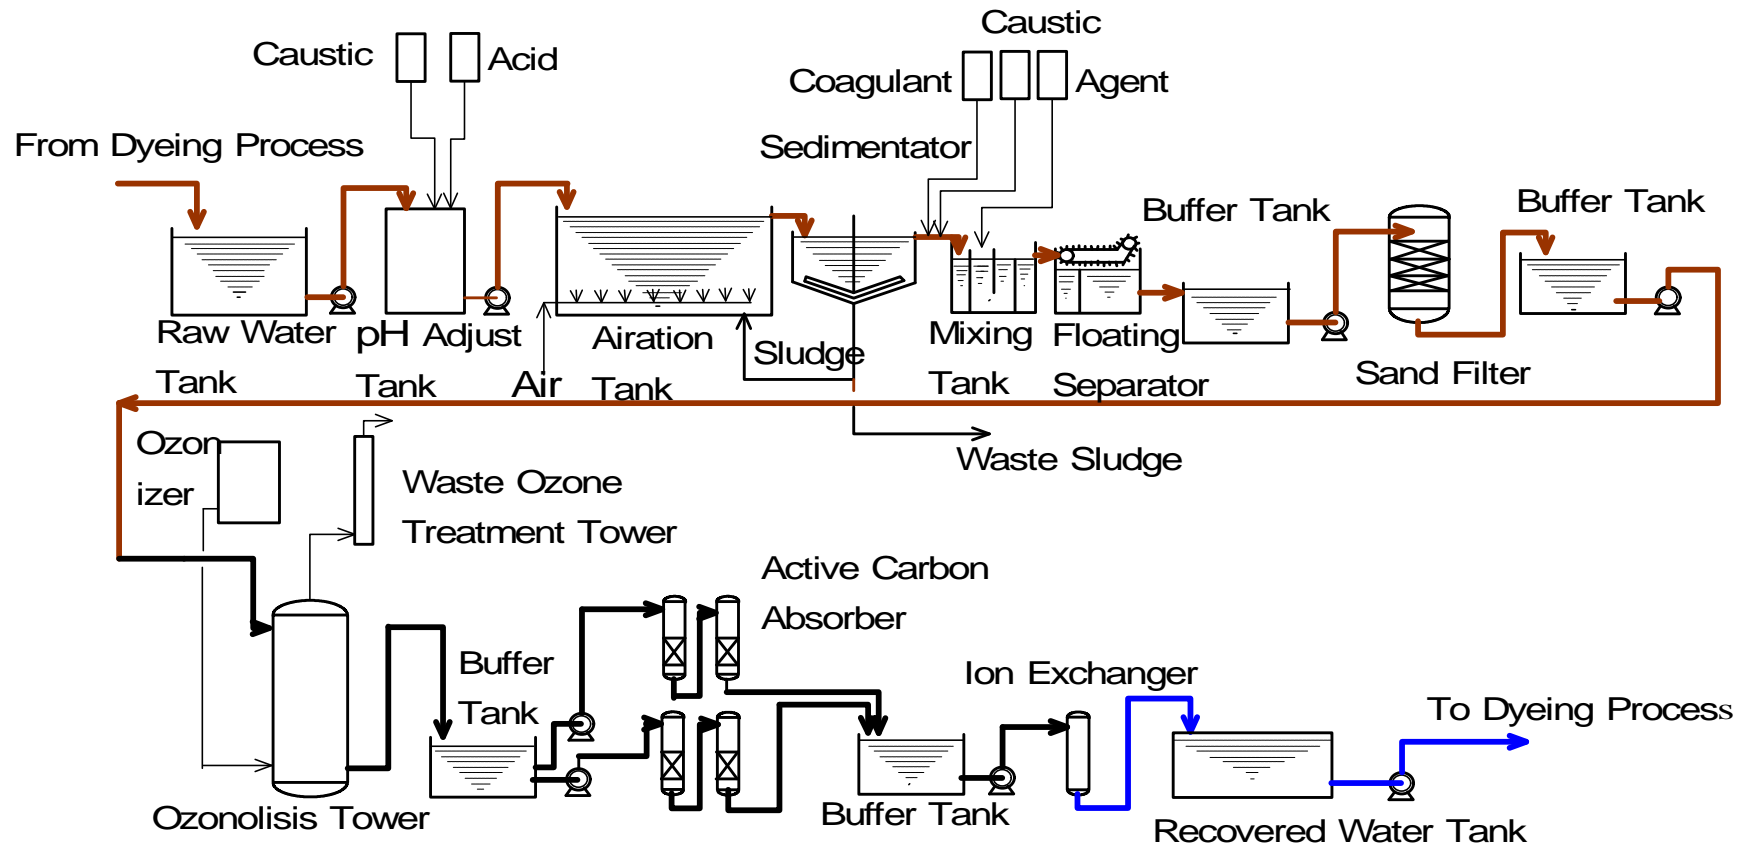 Caustic
Caustic
Acid
Coagulant
Agent
From Dyeing Process
Sedimentator
Buffer Tank
Buffer Tank
Raw Water
Tank
pH Adjust
Tank
Air
Airation
Tank
Sludge
Mixing
Tank
Floating
Separator
Sand Filter
Waste Sludge
Ozon
izer
Waste Ozone
Treatment Tower
Active Carbon
Absorber
Buffer
Tank
Ion Exchanger
To Dyeing Process
Ozonolisis Tower
Buffer Tank
Recovered Water Tank